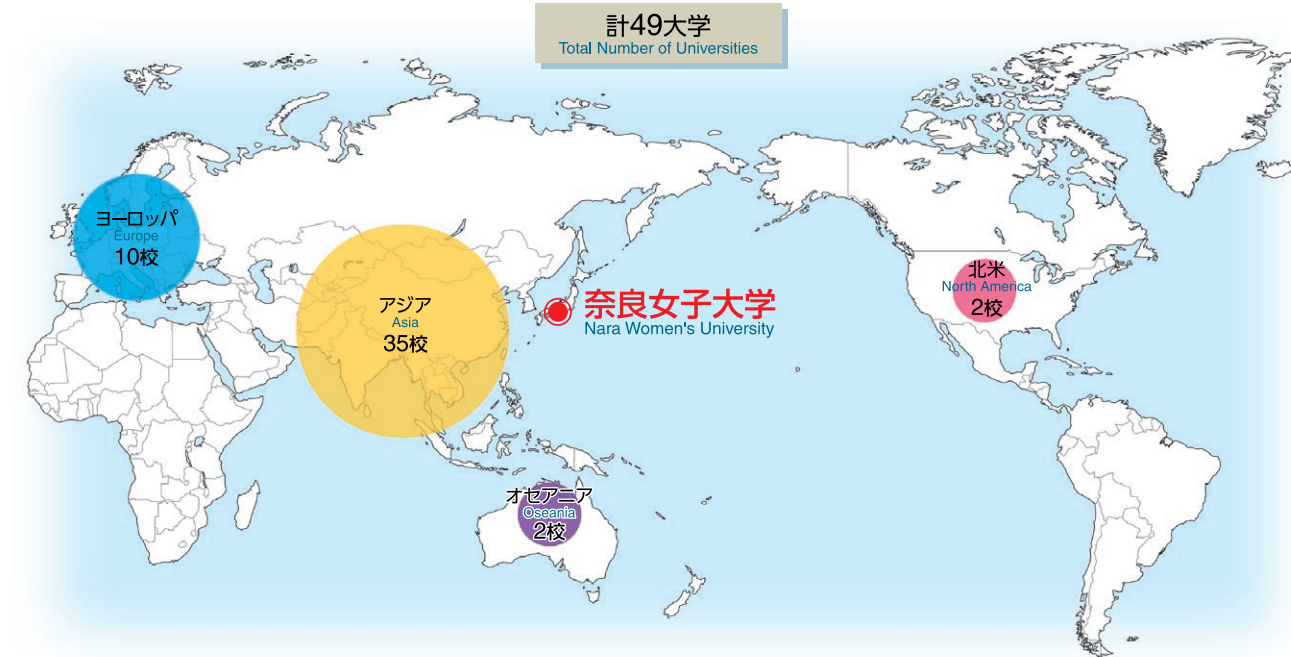 計49大学
Total Number of Universities
ヨーロッパ
Europe
10校
アジア
Asia
35校
奈良女子大学
Nara Women's University
北米
North America
2校
オセアニア
Oseania
2校